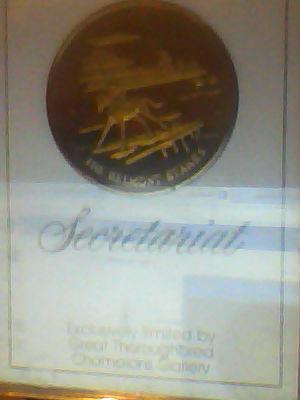 THE BELMONT STAKES
Secretariat
Exclusively limited by
Great Thoroughbred
Champions Gallery